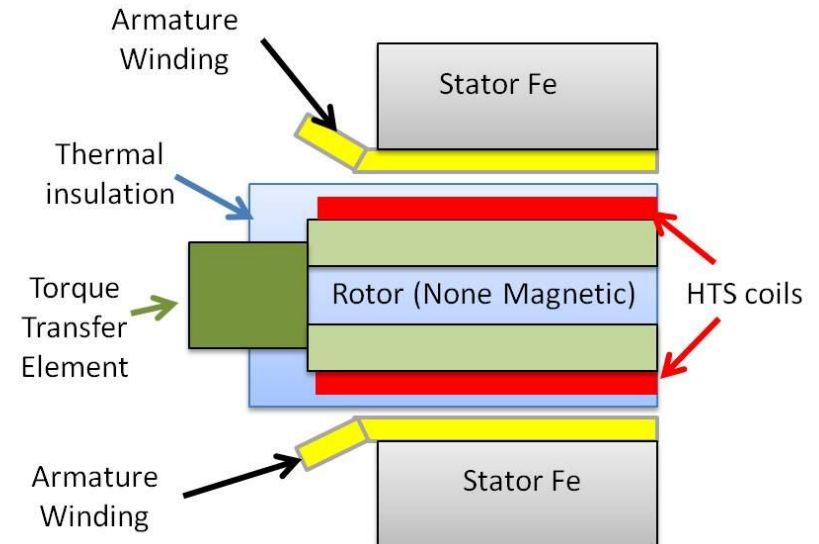 Armature
Winding
Stator Fe
Thermal
insulation
Torque
Transfer
Element
Rotor (None Magnetic)
HTS coils
Armature
Winding
Stator Fe